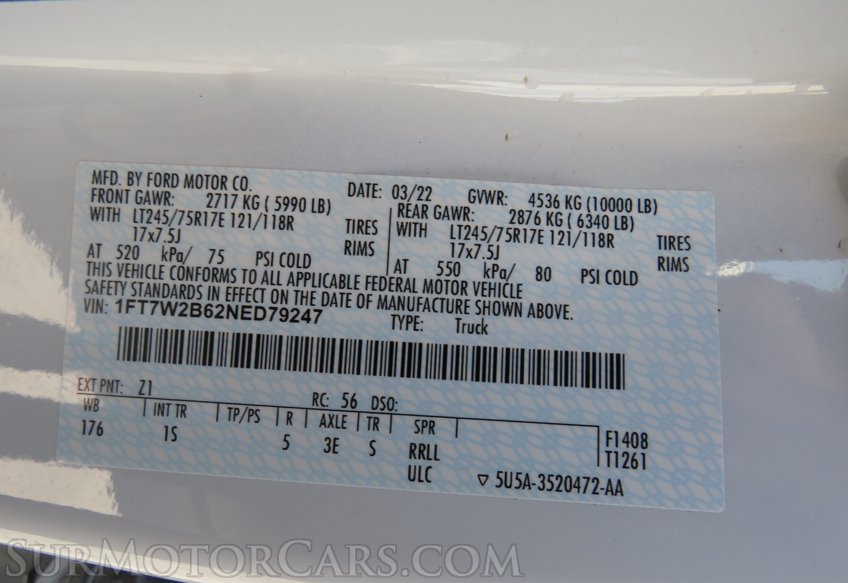 MFD. BY FORD MOTOR CO. DATE: 03/22 GVWR: 4536 KG (10000 LB)
FRONT GAWR: 2717 KG ( 5990 LB) REAR GAWR: 2876 KG ( 6340 LB)
WITH LT245/75R17E 121/118R TIRES WITH LT245/75R17E 121/118R TIRES
17x7.5J RIMS 17x7.5J RIMS
AT 520 kPa/ 75 PSI COLD AT 550 kPa/ 80 PSI COLD
THIS VEHICLE CONFORMS TO ALL APPLICABLE FEDERAL MOTOR VEHICLE
SAFETY STANDARDS IN EFFECT ON THE DATE OF MANUFACTURE SHOWN ABOVE.
VIN: 1FT7W2B62NED79247 TYPE: Truck
EXT PNT: Z1 RC: 56 DSO:
WB INT TR TP/PS R AXLE TR SPR
176 1S 5 3E S RRLL F1408
ULC T1261
▽ 5U5A-3520472-AA
SURMOTORCARS.COM